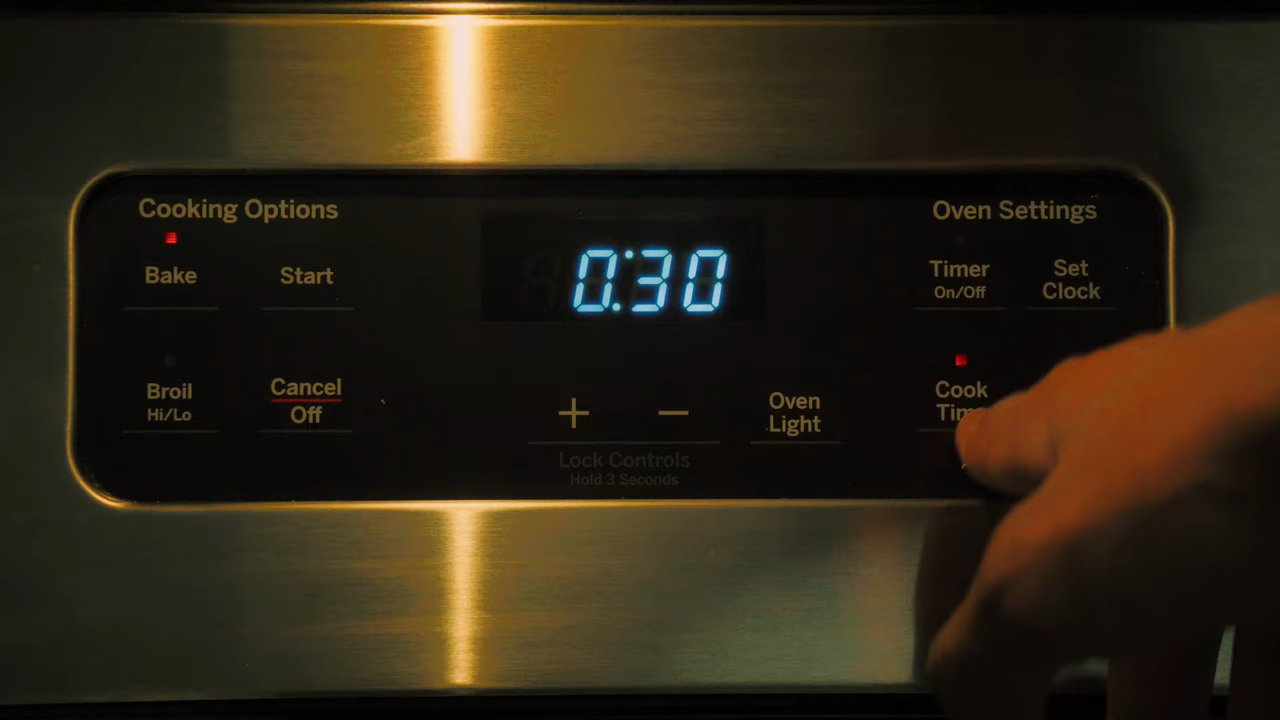 Cooking Options
Oven Settings
0:30
Bake
Start
Timer
On/Off
Set
Clock
Broil
Hi/Lo
Cancel
Off
+
−
Oven
Light
Cook
Lock Controls
Hold 3 Seconds